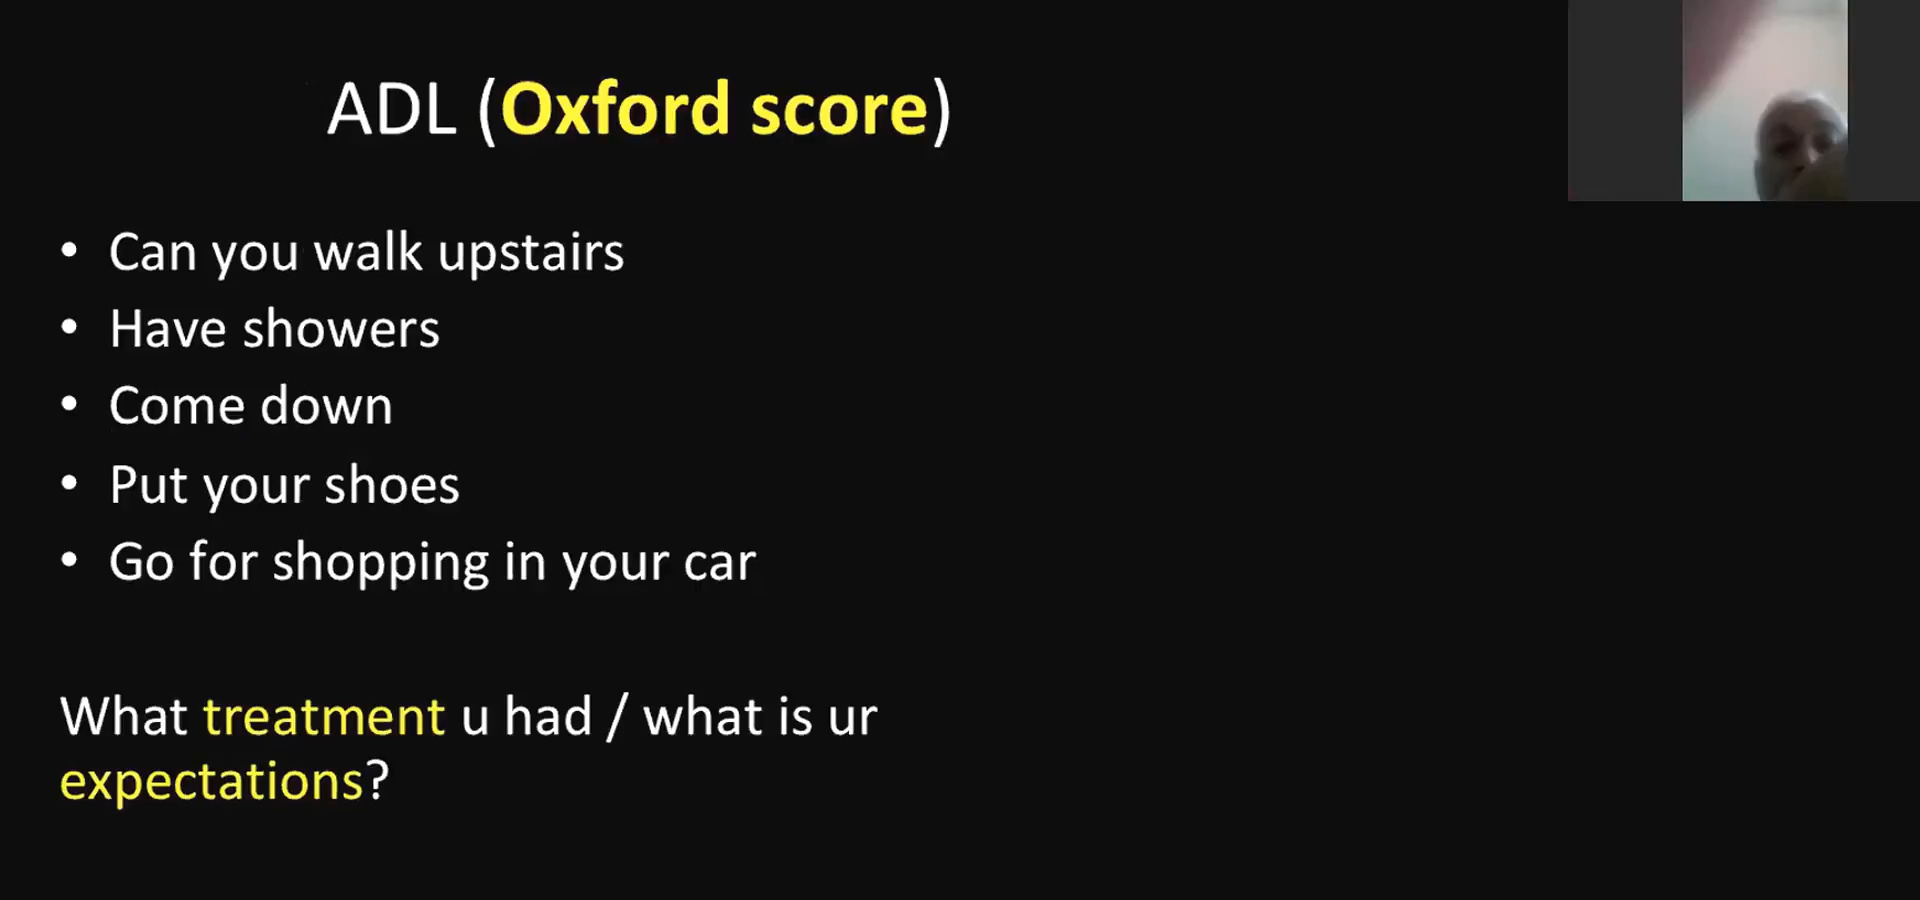 ADL (Oxford score)
• Can you walk upstairs
• Have showers
• Come down
• Put your shoes
• Go for shopping in your car
What treatment u had / what is ur
expectations?